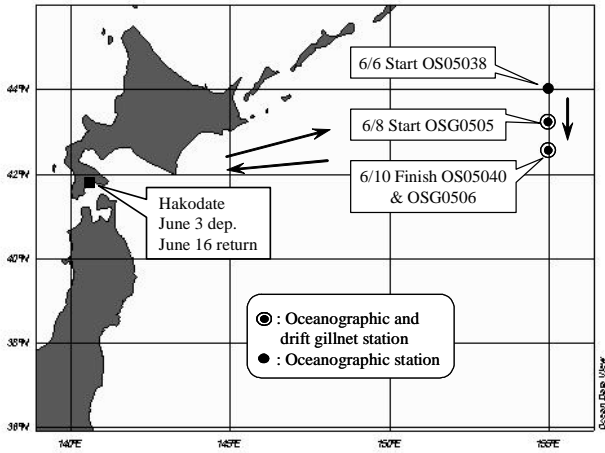 6/6 Start OS05038
6/8 Start OSG0505
6/10 Finish OS05040
& OSG0506
Hakodate
June 3 dep.
June 16 return
: Oceanographic and
drift gillnet station
: Oceanographic station
44°N
42°N
40°N
38°N
36°N
140°E
145°E
150°E
155°E
Ocean Data View